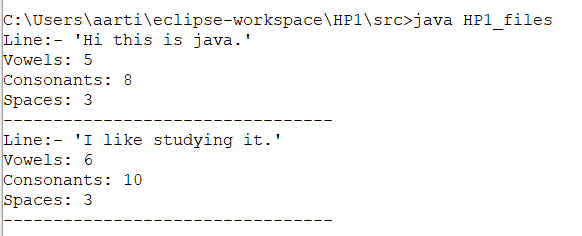 C:\Users\aarti\eclipse-workspace\HP1\src>java HP1_files
Line:- 'Hi this is java.'
Vowels: 5
Consonants: 8
Spaces: 3
---------------------------------
Line:- 'I like studying it.'
Vowels: 6
Consonants: 10
Spaces: 3
---------------------------------